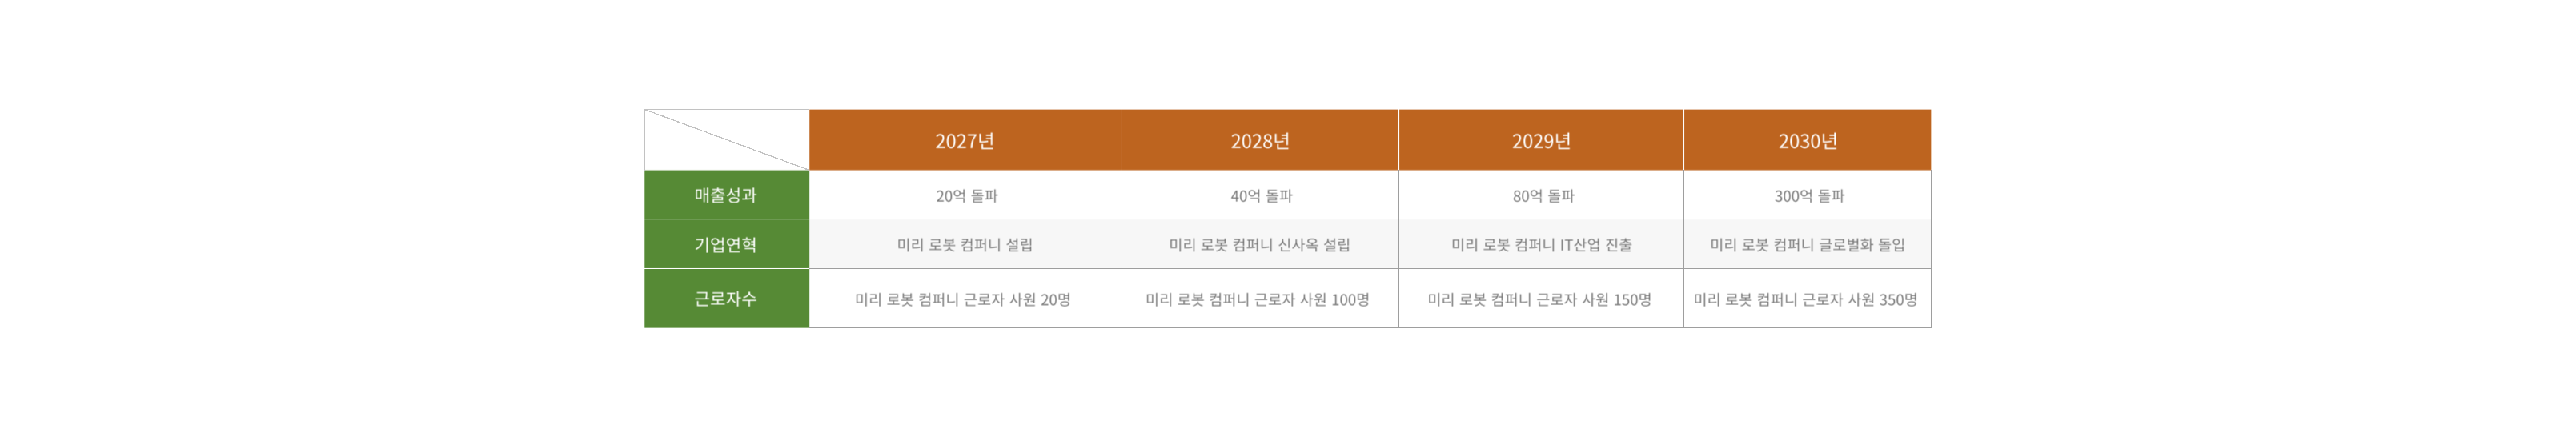 2027년 2028년 2029년 2030년
매출성과 20억 돌파 40억 돌파 80억 돌파 300억 돌파
기업연혁 미리 로봇 컴퍼니 설립 미리 로봇 컴퍼니 신사옥 설립 미리 로봇 컴퍼니 IT산업 진출 미리 로봇 컴퍼니 글로벌화 돌입
근로자수 미리 로봇 컴퍼니 근로자 사원 20명 미리 로봇 컴퍼니 근로자 사원 100명 미리 로봇 컴퍼니 근로자 사원 150명 미리 로봇 컴퍼니 근로자 사원 350명